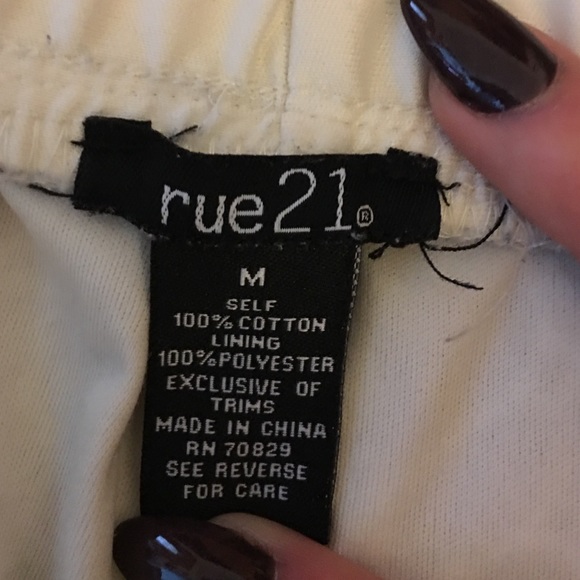 rue21®
M
SELF
100% COTTON
LINING
100% POLYESTER
EXCLUSIVE OF
TRIMS
MADE IN CHINA
RN 70829
SEE REVERSE
FOR CARE